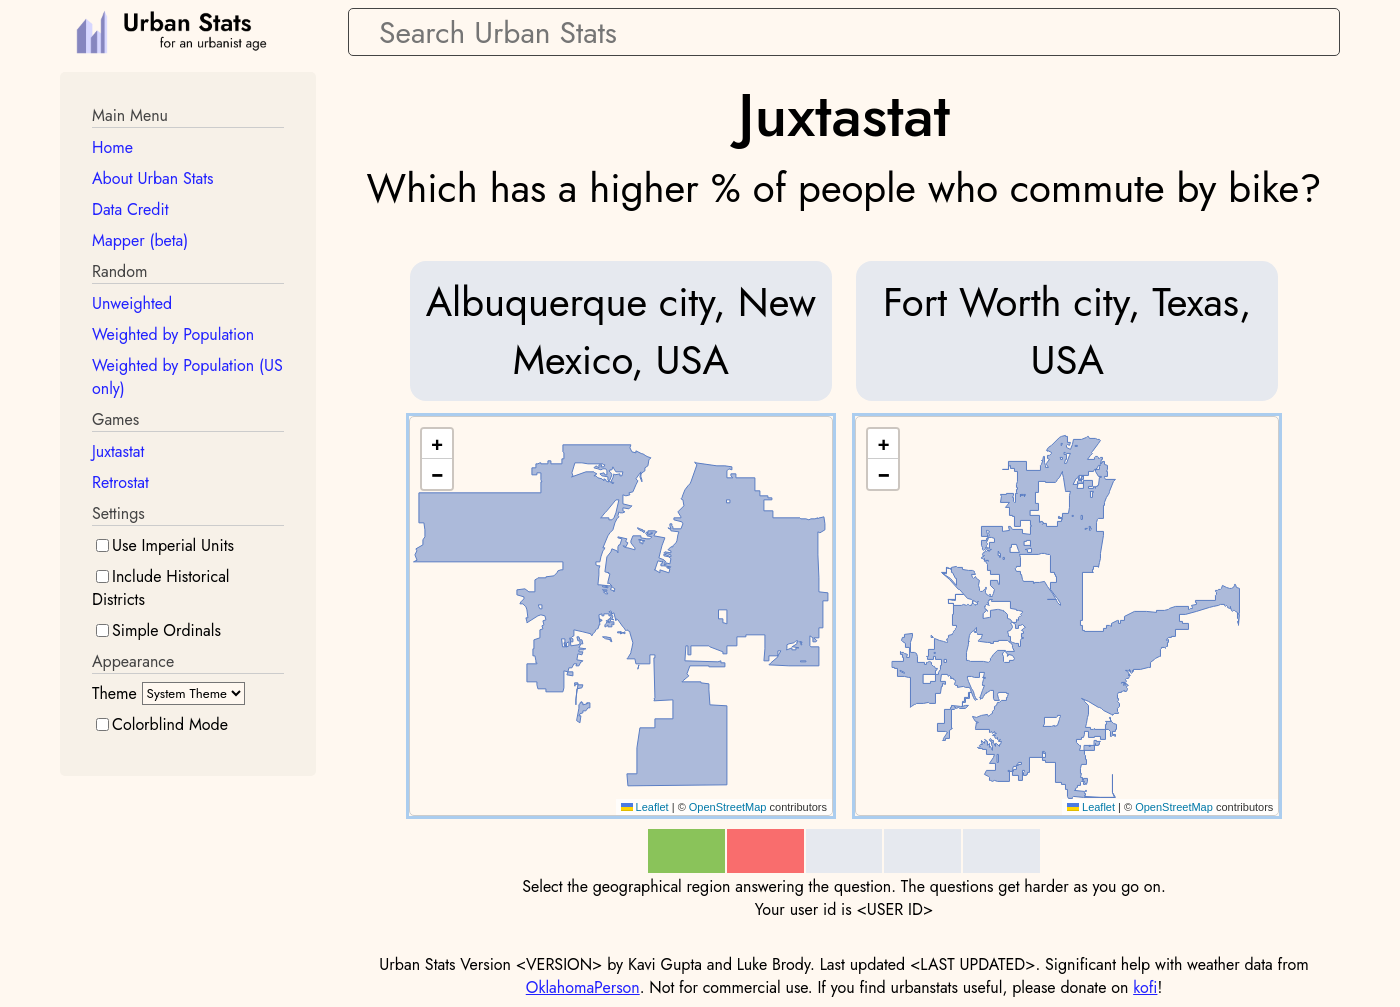 Urban Stats
for an urbanist age
Search Urban Stats
Main Menu
Home
About Urban Stats
Data Credit
Mapper (beta)
Random
Unweighted
Weighted by Population
Weighted by Population (US
only)
Games
Juxtastat
Retrostat
Settings
Use Imperial Units
Include Historical
Districts
Simple Ordinals
Appearance
Theme System Theme
Colorblind Mode
Juxtastat
Which has a higher % of people who commute by bike?
Albuquerque city, New
Mexico, USA
Fort Worth city, Texas,
USA
+
−
Leaflet | © OpenStreetMap contributors
+
−
Leaflet | © OpenStreetMap contributors
Select the geographical region answering the question. The questions get harder as you go on.
Your user id is <USER ID>
Urban Stats Version <VERSION> by Kavi Gupta and Luke Brody. Last updated <LAST UPDATED>. Significant help with weather data from
OklahomaPerson. Not for commercial use. If you find urbanstats useful, please donate on kofi!